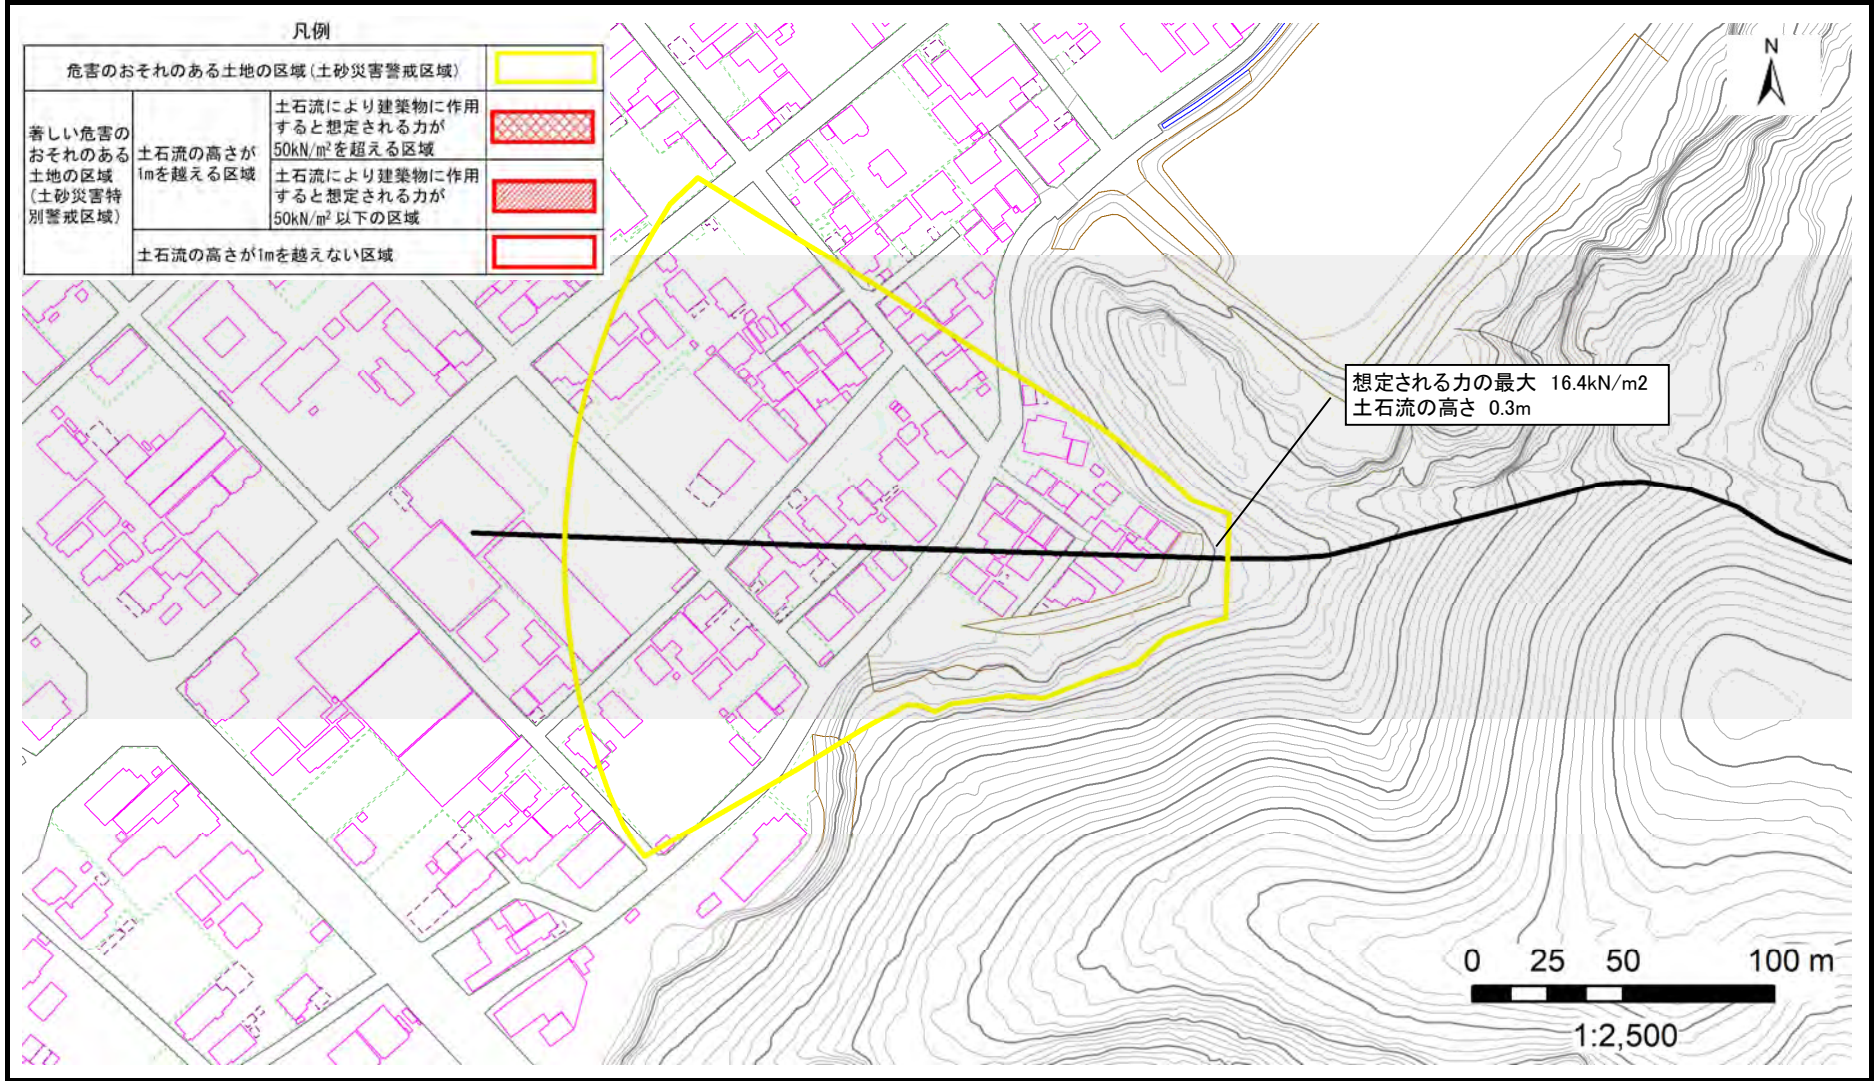 凡例
危害のおそれのある土地の区域(土砂災害警戒区域)
著しい危害の
おそれのある
土地の区域
(土砂災害特
別警戒区域)
土石流の高さが
1mを越える区域
土石流により建築物に作用
すると想定される力が
50kN/m²を超える区域
土石流により建築物に作用
すると想定される力が
50kN/m² 以下の区域
土石流の高さが1mを越えない区域
N
想定される力の最大 16.4kN/m2
土石流の高さ 0.3m
0 25 50 100 m
1:2,500